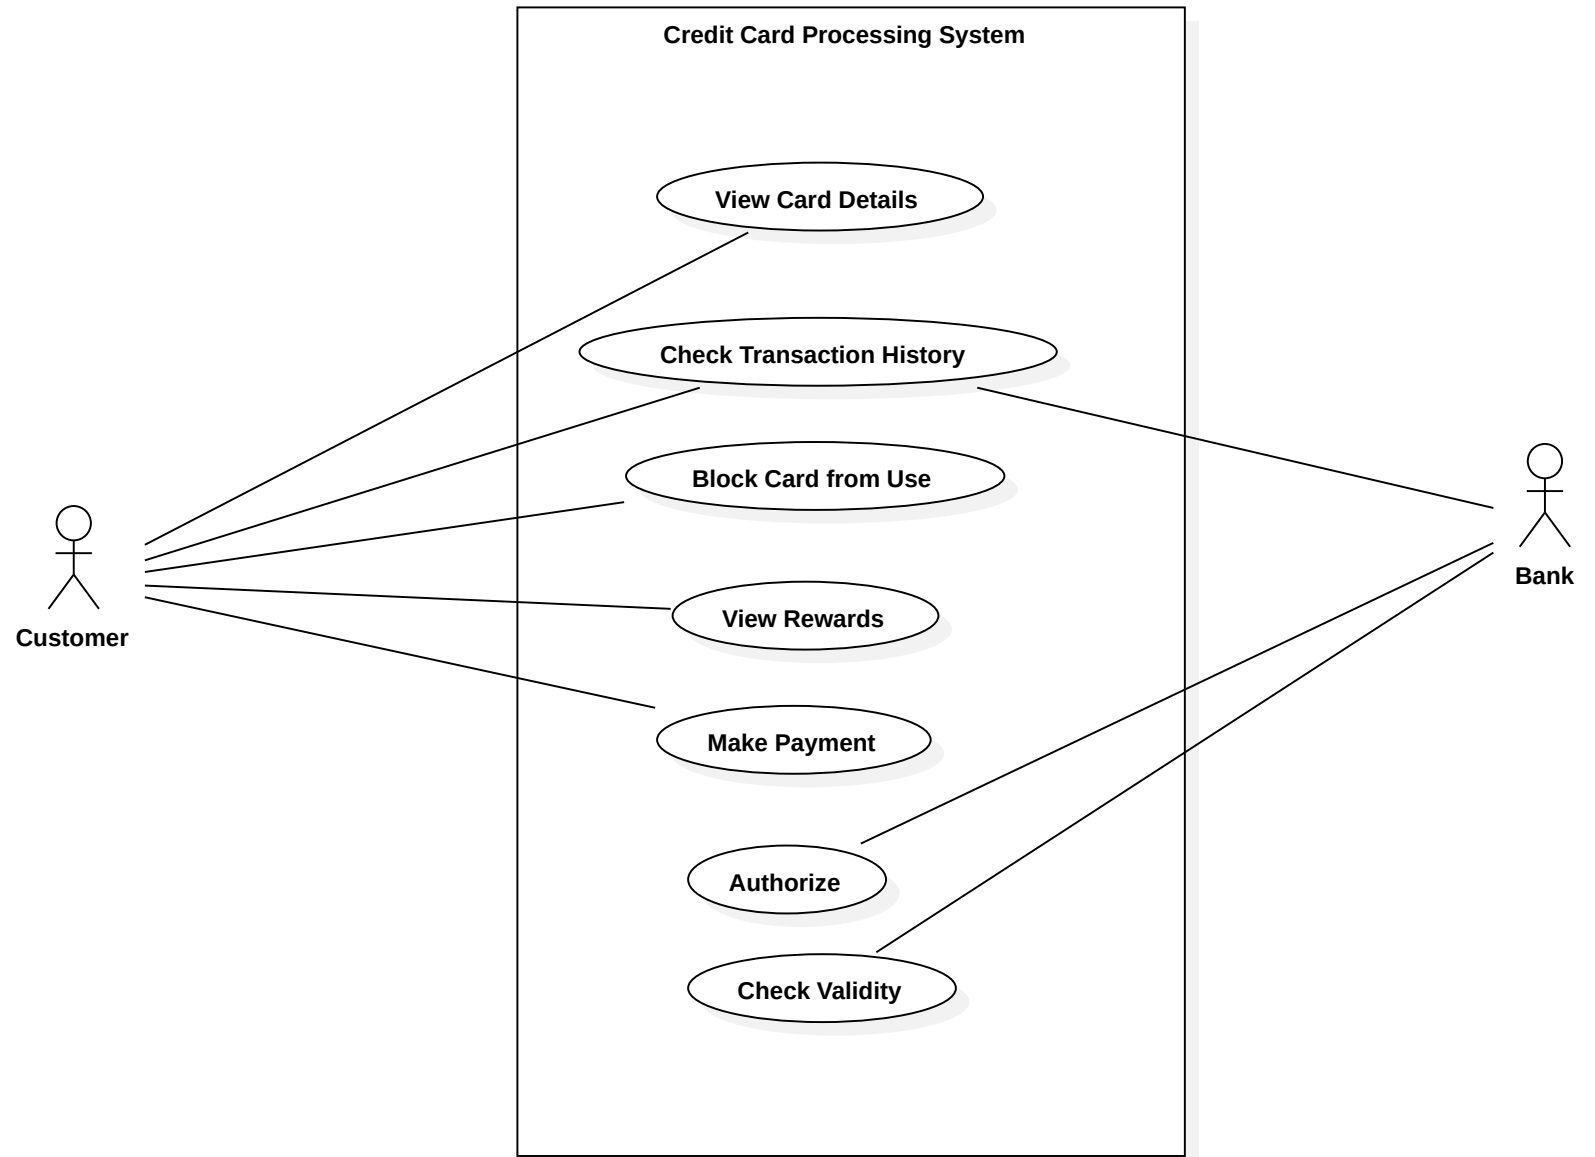 Credit Card Processing System
View Card Details
Check Transaction History
Block Card from Use
Customer
Bank
View Rewards
Make Payment
Authorize
Check Validity